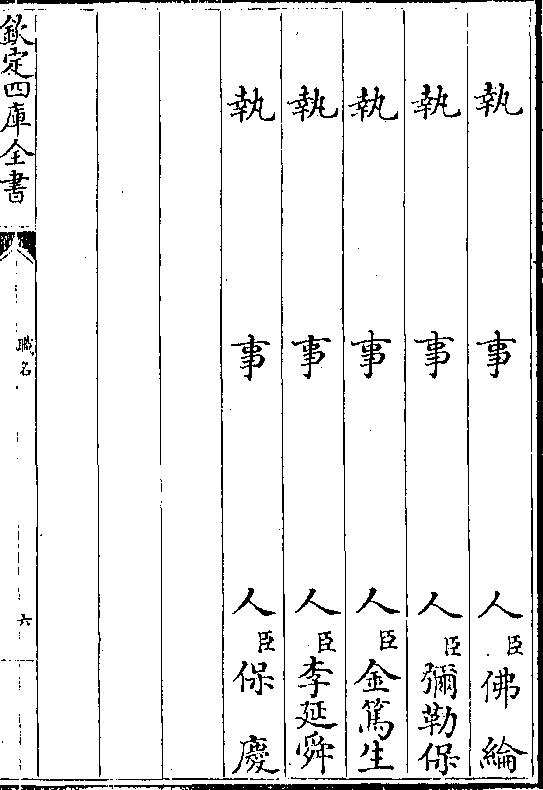 執事人臣佛綸
執事人臣彌勒保
執事人臣金篤生
執事人臣李延舜
執事人臣保慶
欽定四庫全書
職名
六